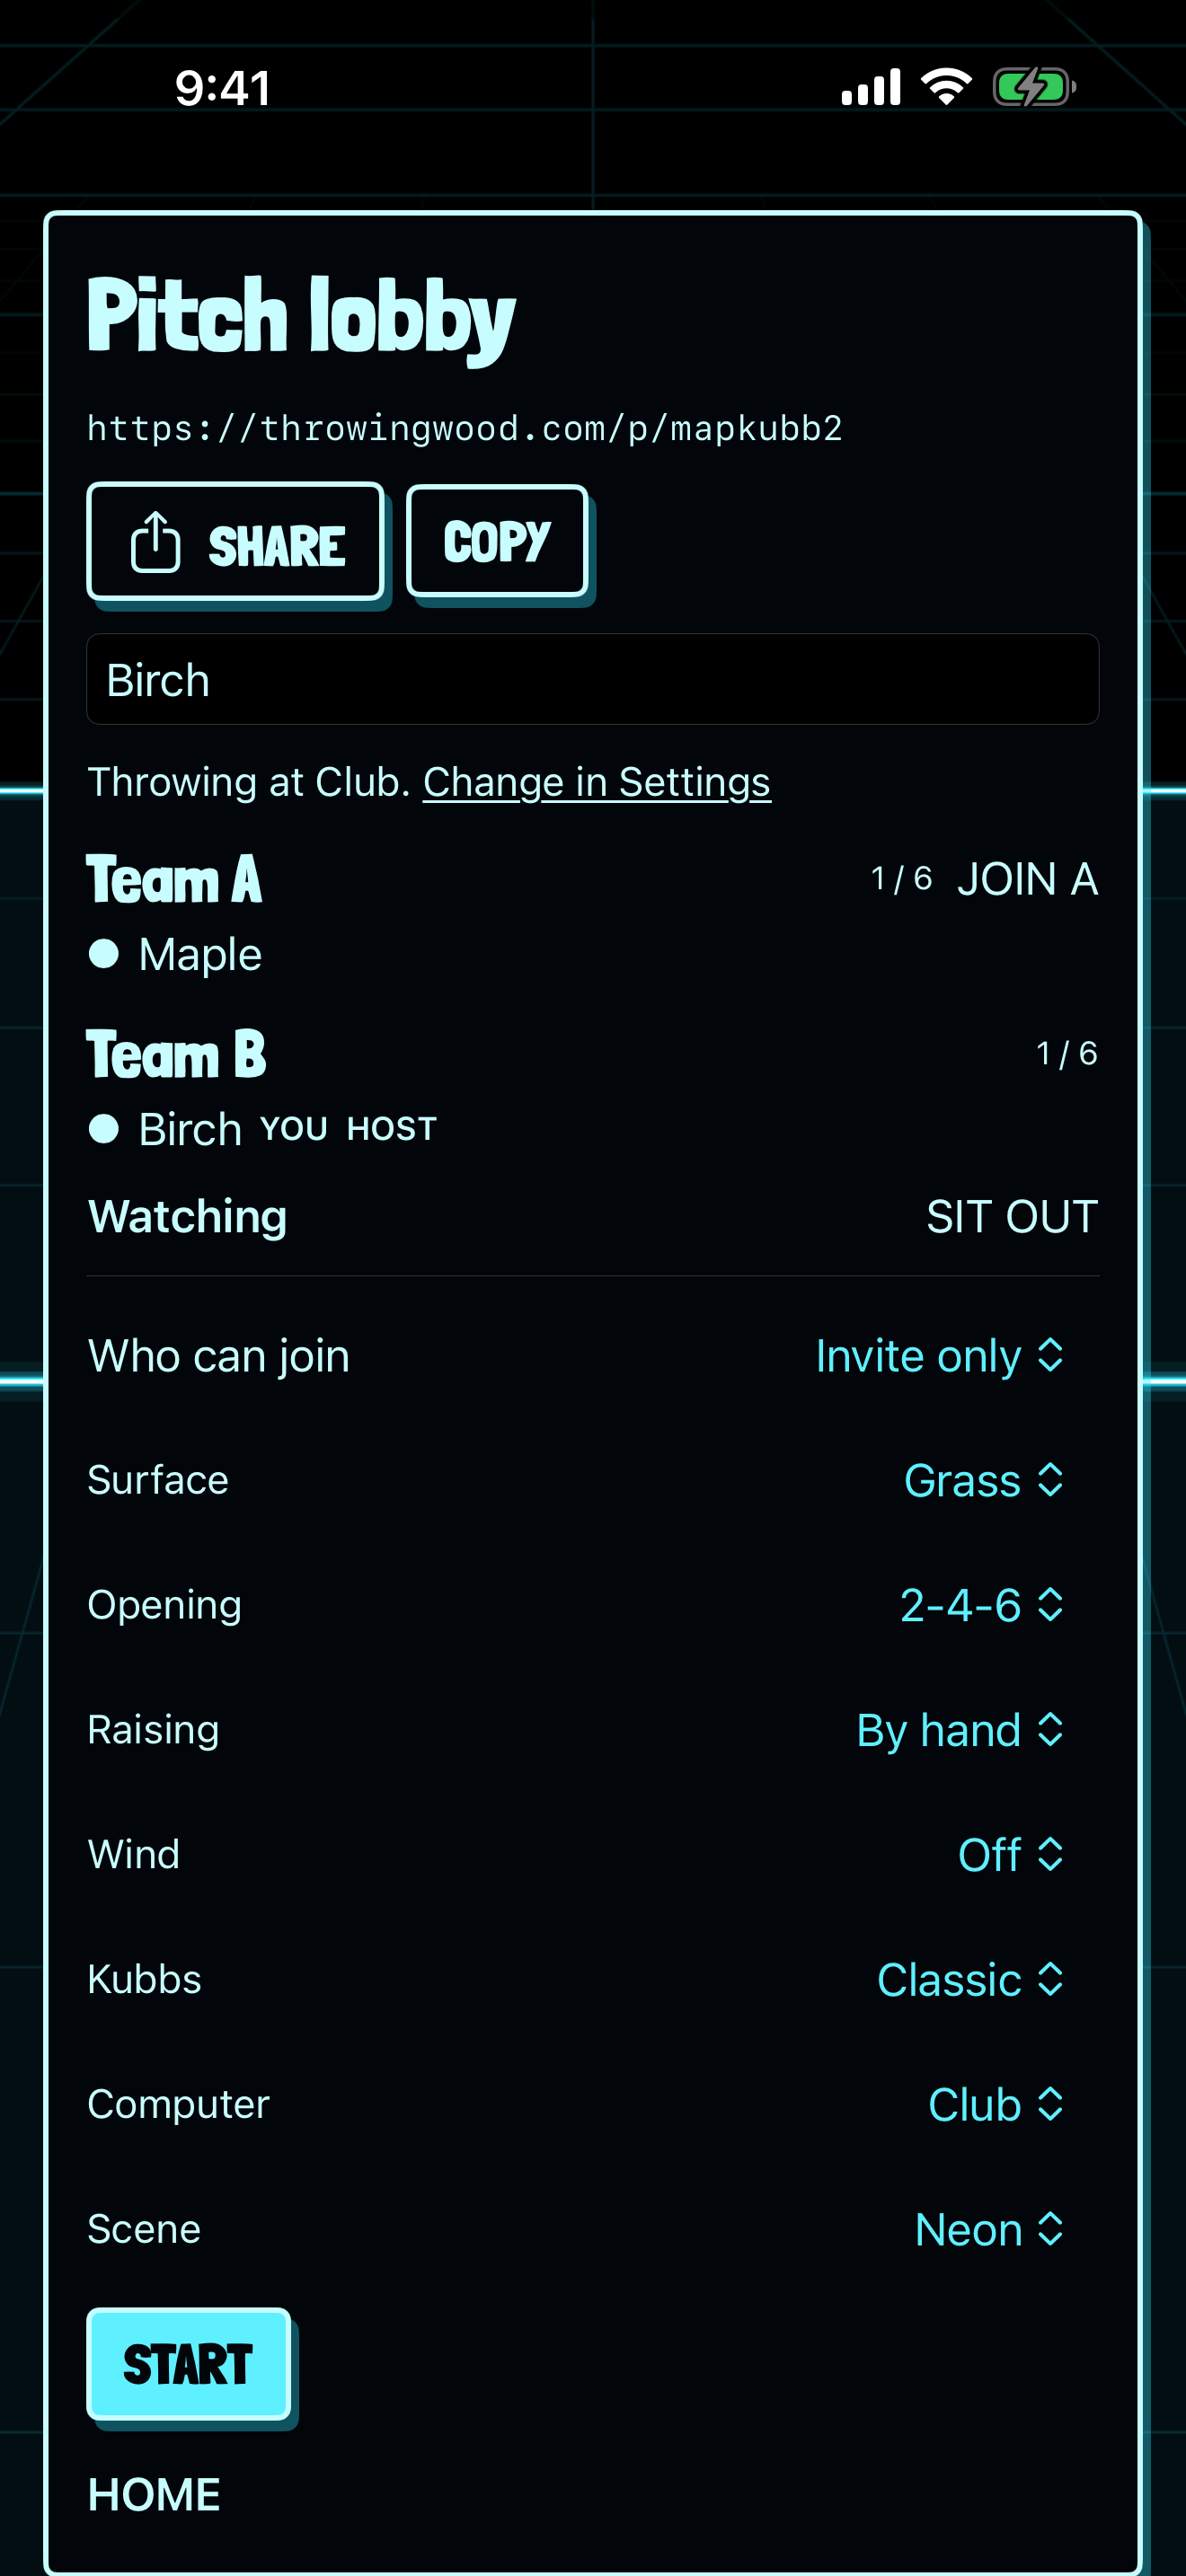 9:41
Pitch lobby
https://throwingwood.com/p/mapkubb2
SHARE COPY
Birch
Throwing at Club. Change in Settings
Team A 1 / 6 JOIN A
Maple
Team B 1 / 6
Birch YOU HOST
Watching SIT OUT
Who can join Invite only
Surface Grass
Opening 2-4-6
Raising By hand
Wind Off
Kubbs Classic
Computer Club
Scene Neon
START
HOME